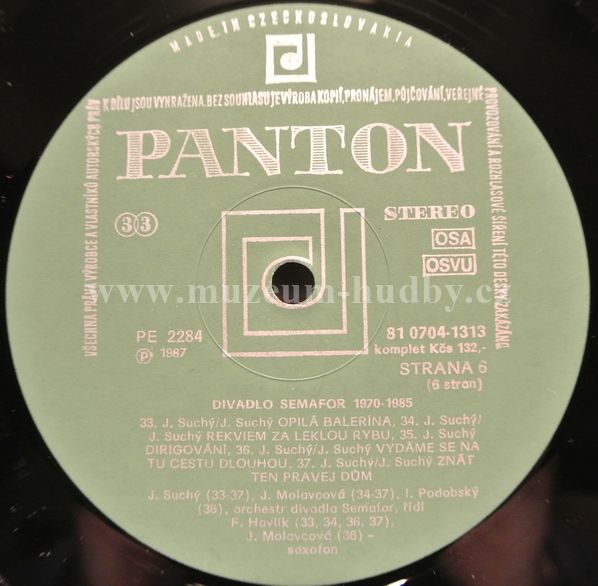 MADE IN CZECHOSLOVAKIA
VŠECHNA PRÁVA VÝROBCE A VLASTNÍKŮ AUTORSKÝCH PRÁV
K DÍLU JSOU VYHRAŽENA. BEZ SOUHLASU JE VÝROBA KOPIÍ, PRONÁJEM, PŮJČOVÁNÍ, VEŘEJNÉ
PROVOZOVÁNÍ A ROZHLASOVÉ ŠÍŘENÍ TÉTO DESKY ZAKÁZÁNO
PANTON
33
STEREO
OSA
OSVU
www.muzeum-hudby.cz
PE 2284
℗ 1987
81 0704-1313
komplet Kčs 132,-
STRANA 6
(6 stran)
DIVADLO SEMAFOR 1970-1985
33. J. Suchý/J. Suchý OPILÁ BALERÍNA, 34. J. Suchý/
J. Suchý REKVIEM ZA LEKLOU RYBU, 35. J. Suchý
DIRIGOVÁNÍ, 36. J. Suchý/J. Suchý VYDÁME SE NA
TU CESTU DLOUHOU, 37. J. Suchý/J. Suchý ZNÁT
TEN PRAVEJ DŮM
J. Suchý (33-37), J. Molavcová (34-37), I. Podobský
(36), orchestr divadla Semafor, řídí
F. Havlík (33, 34, 36, 37),
J. Molavcová (36) -
saxofon